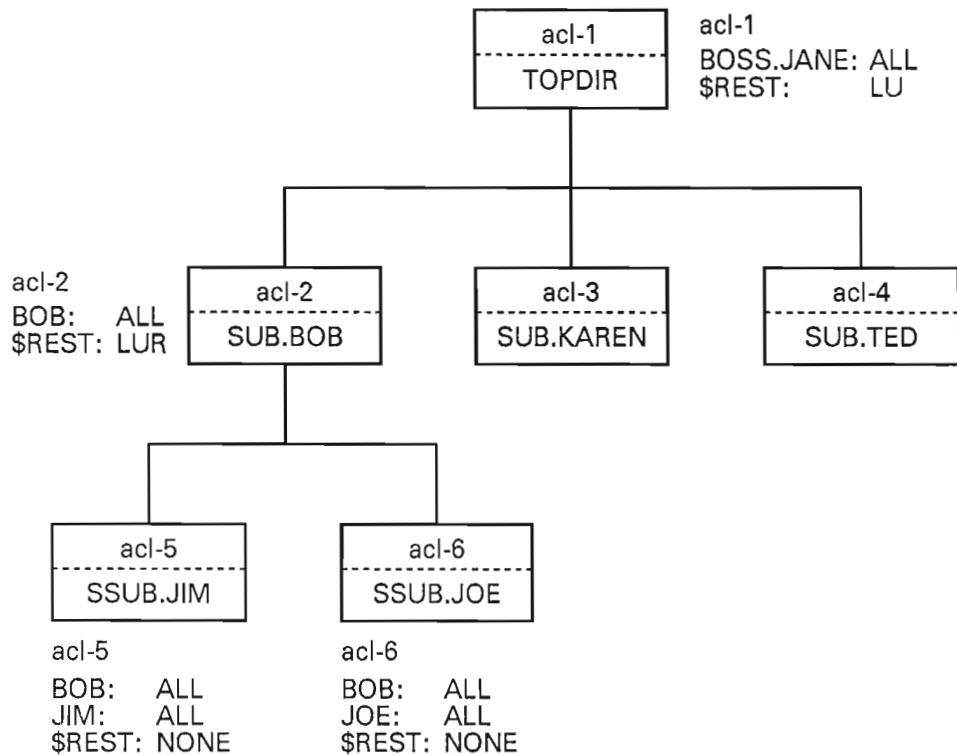 acl-1
TOPDIR
acl-1
BOSS.JANE: ALL
$REST: LU
acl-2
BOB: ALL
$REST: LUR
acl-2
SUB.BOB
acl-3
SUB.KAREN
acl-4
SUB.TED
acl-5
SSUB.JIM
acl-6
SSUB.JOE
acl-5
BOB: ALL
JIM: ALL
$REST: NONE
acl-6
BOB: ALL
JOE: ALL
$REST: NONE